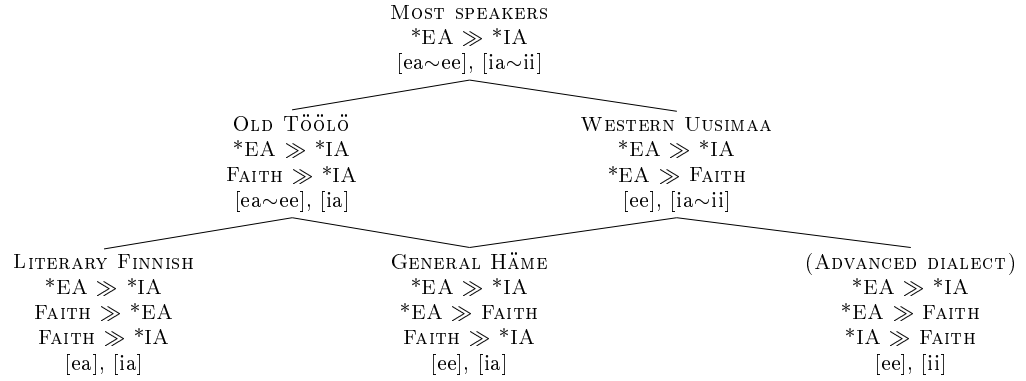 Most speakers
*EA ≫ *IA
[ea~ee], [ia~ii]
Old Töölö
*EA ≫ *IA
Faith ≫ *IA
[ea~ee], [ia]
Western Uusimaa
*EA ≫ *IA
*EA ≫ Faith
[ee], [ia~ii]
Literary Finnish
*EA ≫ *IA
Faith ≫ *EA
Faith ≫ *IA
[ea], [ia]
General Häme
*EA ≫ *IA
*EA ≫ Faith
Faith ≫ *IA
[ee], [ia]
(Advanced dialect)
*EA ≫ *IA
*EA ≫ Faith
*IA ≫ Faith
[ee], [ii]